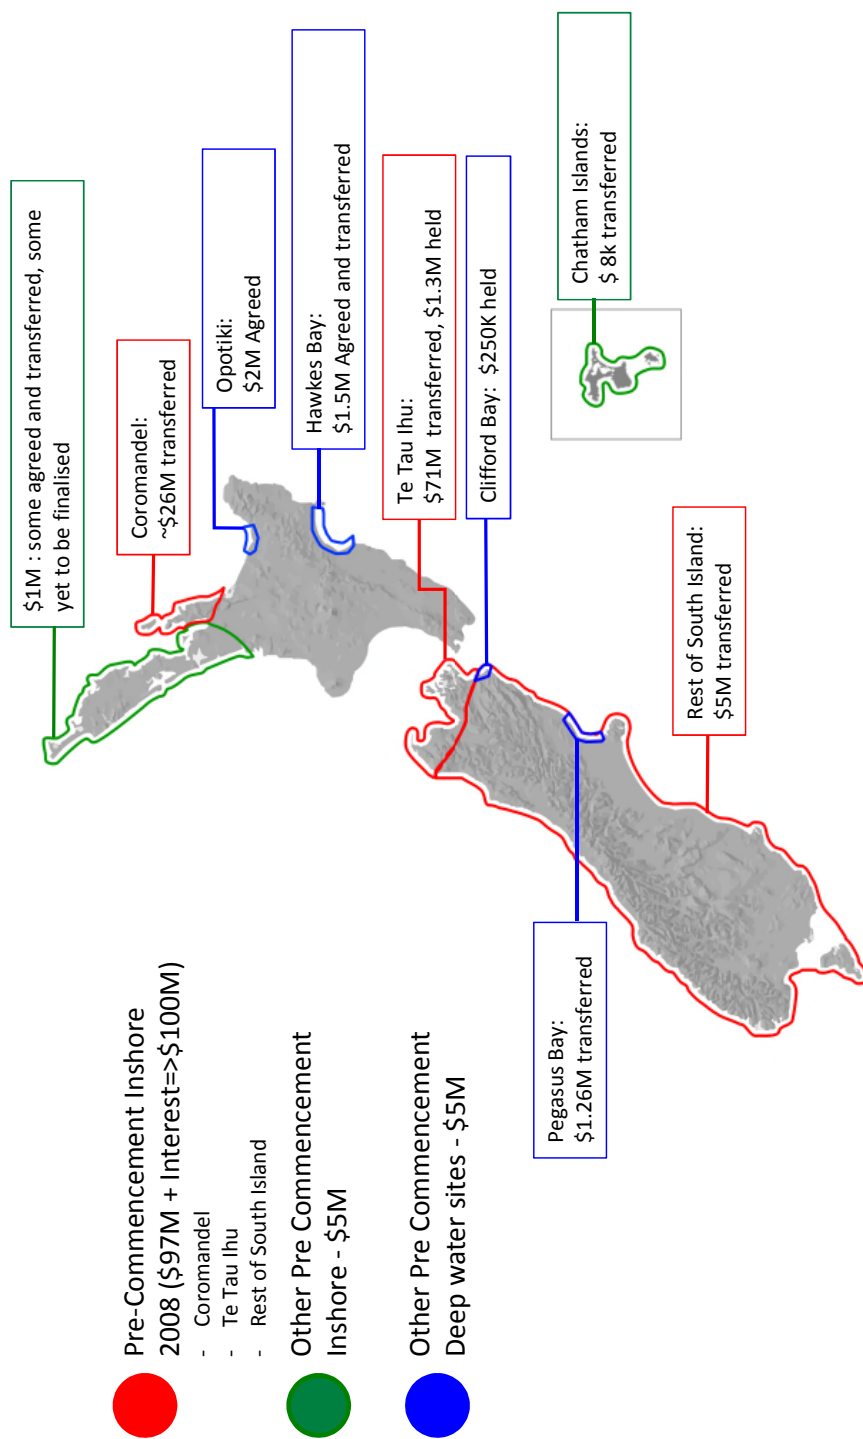 Pre-Commencement Inshore
2008 ($97M + Interest=>$100M)
- Coromandel
- Te Tau Ihu
- Rest of South Island
Other Pre Commencement
Inshore - $5M
Other Pre Commencement
Deep water sites - $5M
$1M : some agreed and transferred, some
yet to be finalised
Coromandel:
~$26M transferred
Opotiki:
$2M Agreed
Hawkes Bay:
$1.5M Agreed and transferred
Te Tau Ihu:
$71M  transferred, $1.3M held
Clifford Bay:  $250K held
Chatham Islands:
$ 8k transferred
Pegasus Bay:
$1.26M transferred
Rest of South Island:
$5M transferred